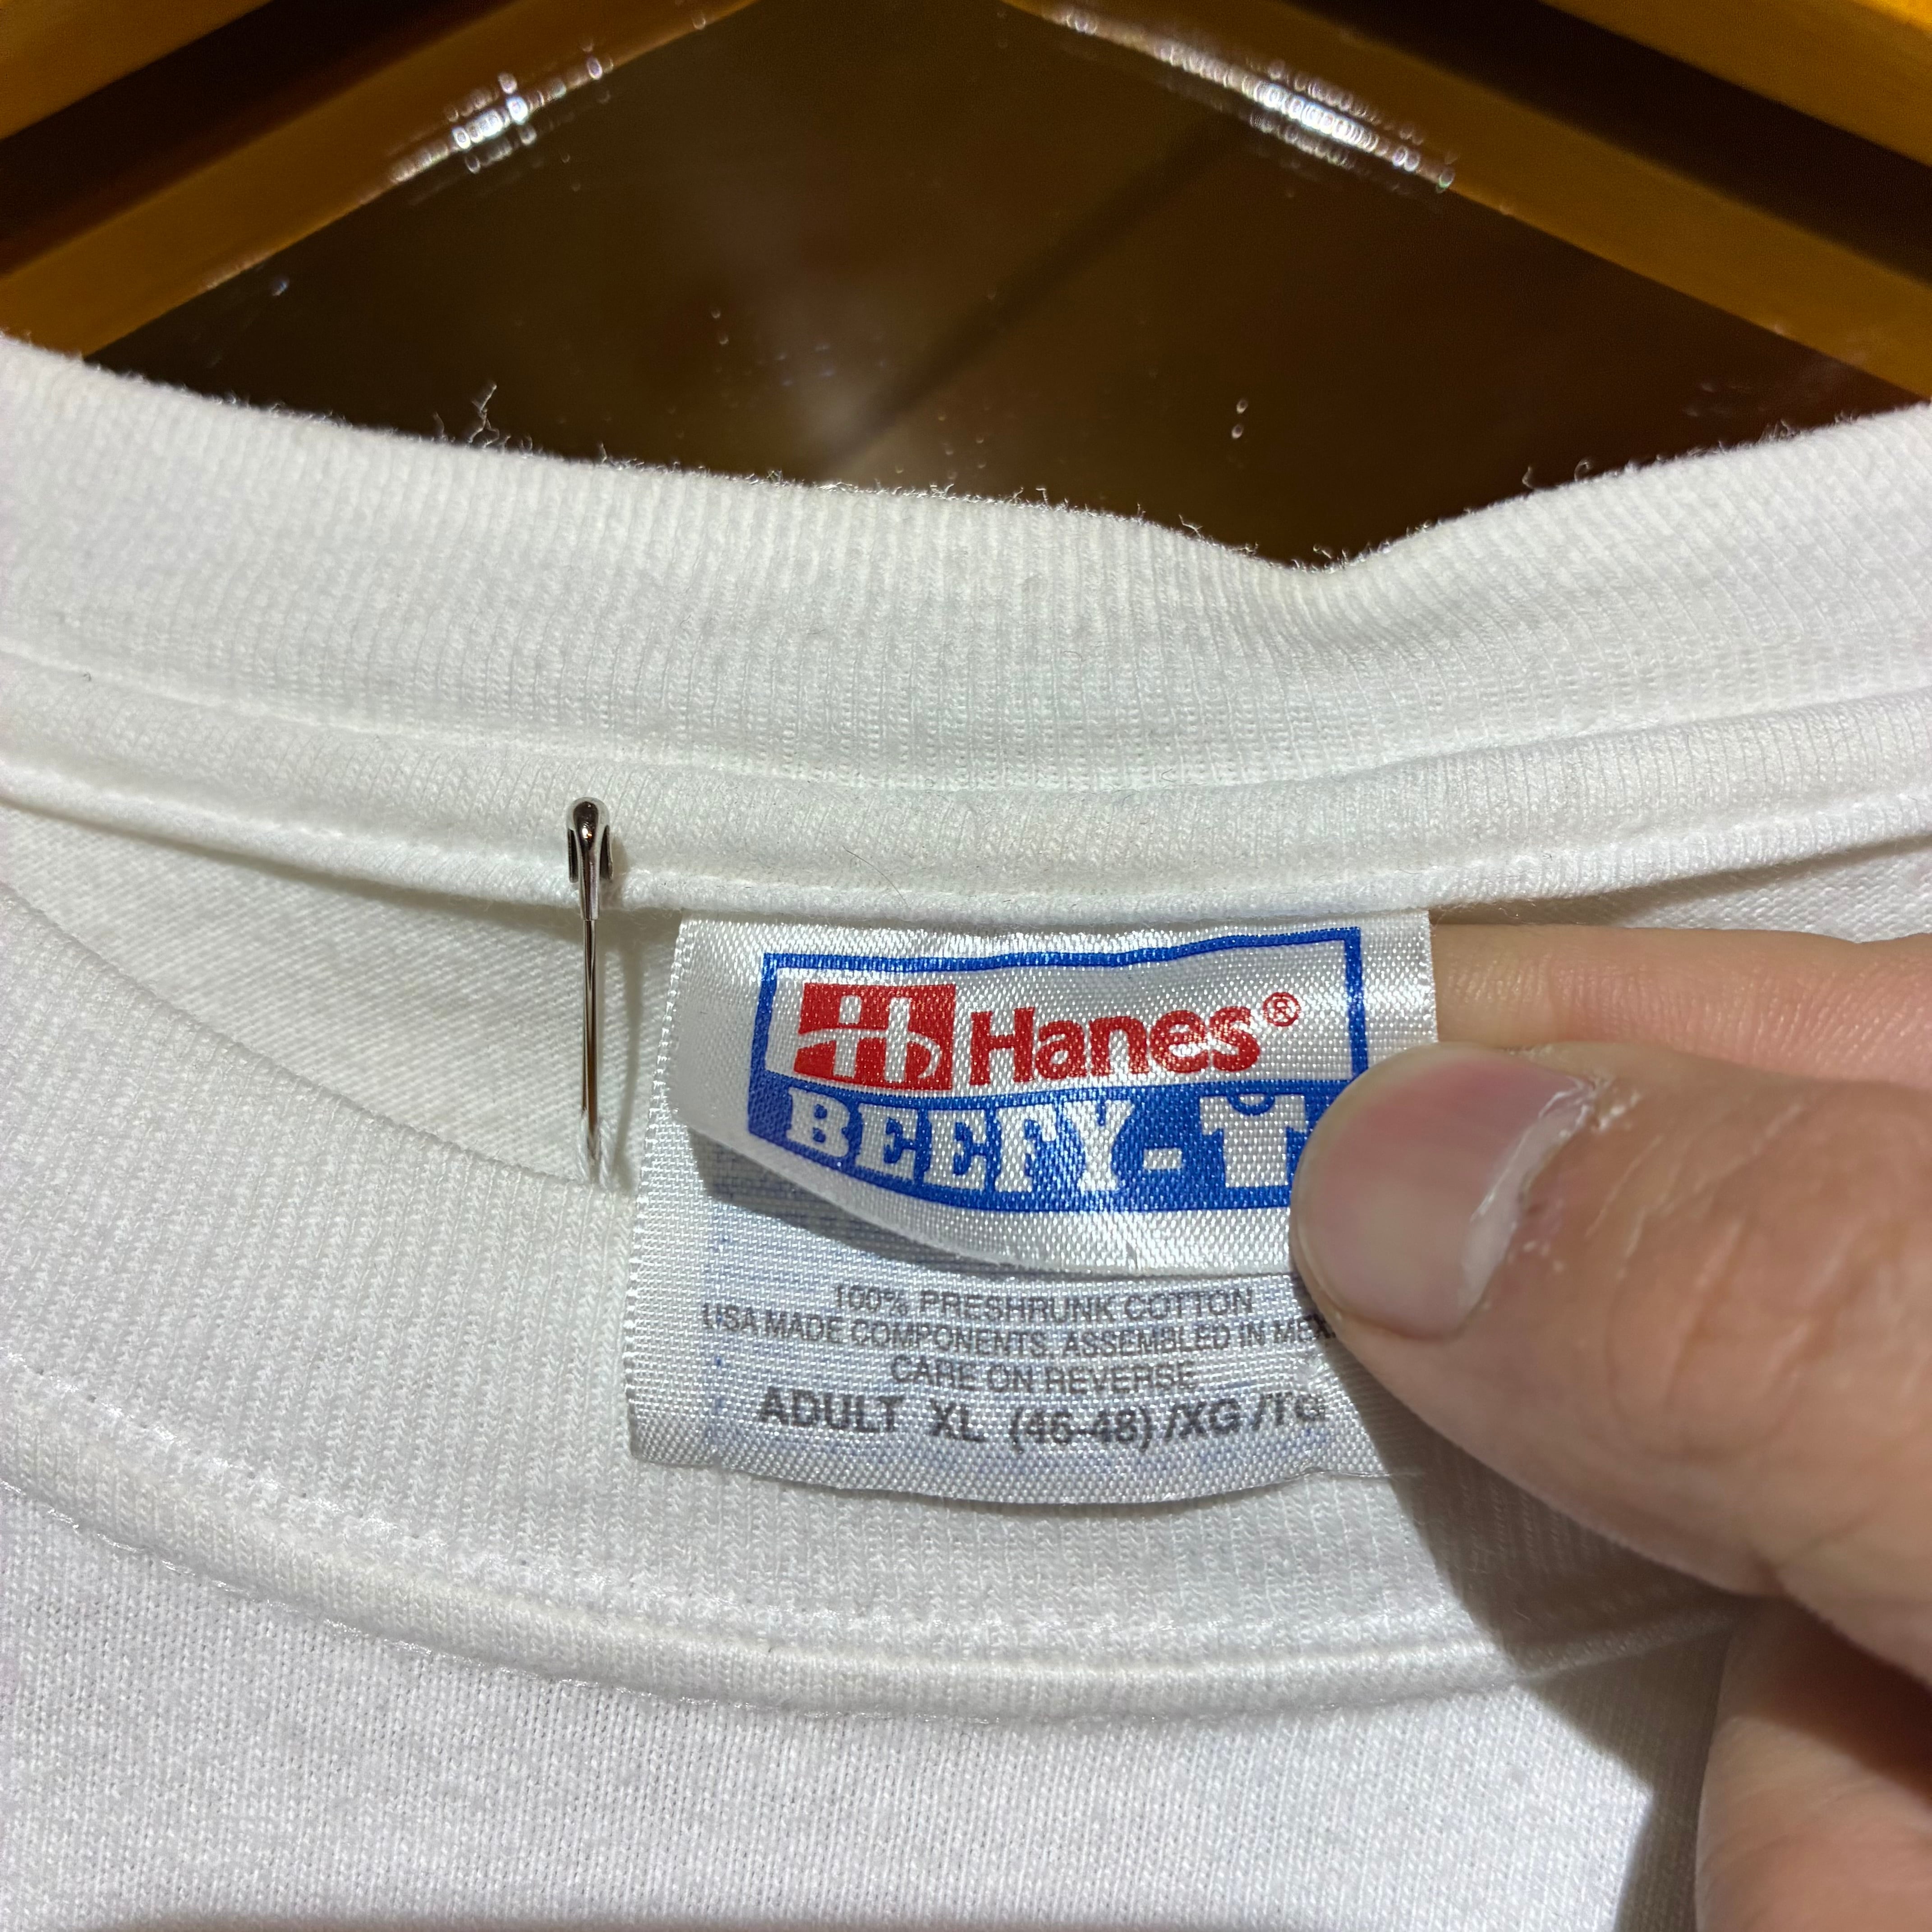 Hanes®
BEEFY-T
100% PRESHRUNK COTTON
USA MADE COMPONENTS. ASSEMBLED IN MEX
CARE ON REVERSE
ADULT XL (46-48) /XG /TG